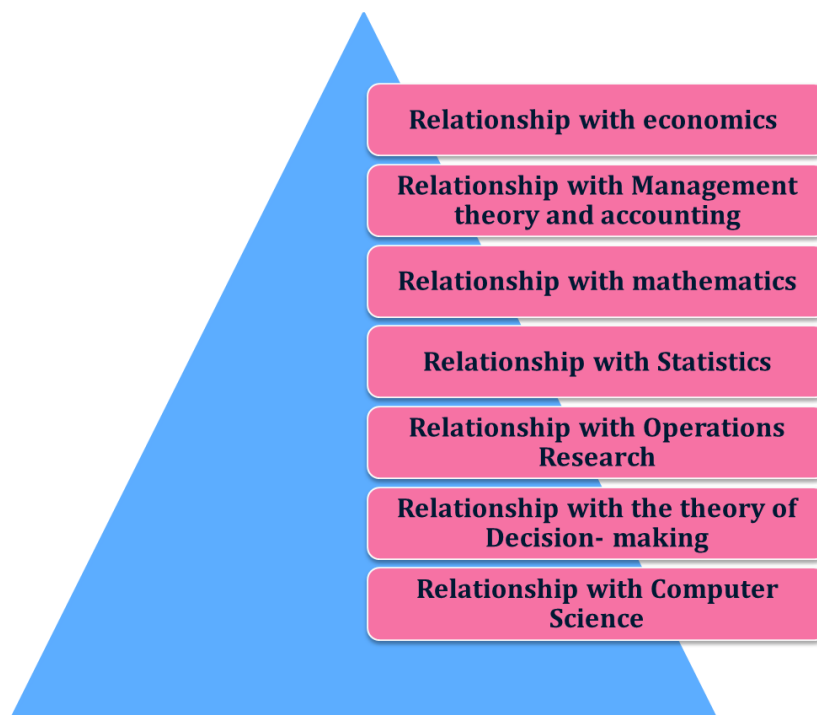 Relationship with economics
Relationship with Management
theory and accounting
Relationship with mathematics
Relationship with Statistics
Relationship with Operations
Research
Relationship with the theory of
Decision- making
Relationship with Computer
Science